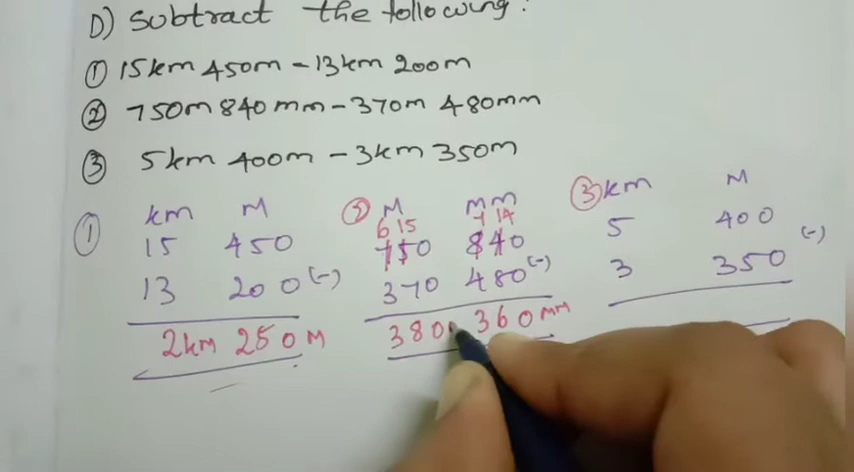 D) Subtract the following:
① 15km 450m - 13km 200m
② 750m 840mm - 370m 480mm
③ 5km 400m - 3km 350m
① km M
15 450
13 200 (-)
2km 250 M
② M mm
6 15 7 14
750 840
370 480 (-)
380 360mm
③ km M
5 400
3 350 (-)